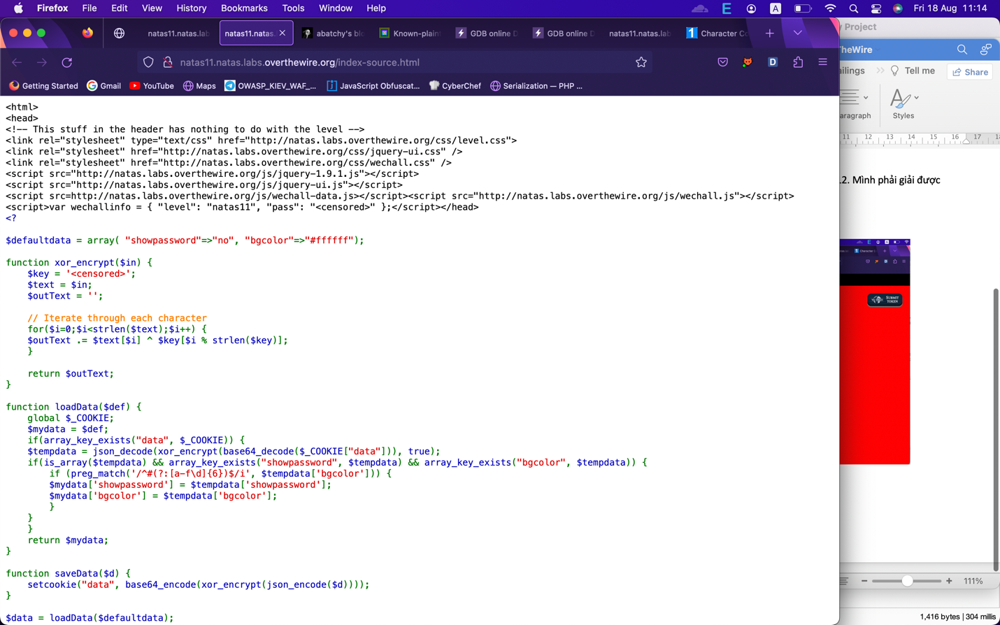 Firefox File Edit View History Bookmarks Tools Window Help
E A Fri 18 Aug 11:14
natas11.natas.lab
natas11.natas.
abatchy's blo
Known-plain
GDB online D
GDB online D
natas11.natas.lab
Character Co
Project
natas11.natas.labs.overthewire.org/index-source.html
D
heWire
Getting Started Gmail YouTube Maps OWASP_KIEV_WAF_... JavaScript Obfuscat... CyberChef Serialization — PHP ...
ilings Tell me Share
aragraph Styles
11 12 13 14 15 16 17
<html>
<head>
<!-- This stuff in the header has nothing to do with the level -->
<link rel="stylesheet" type="text/css" href="http://natas.labs.overthewire.org/css/level.css">
<link rel="stylesheet" href="http://natas.labs.overthewire.org/css/jquery-ui.css" />
<link rel="stylesheet" href="http://natas.labs.overthewire.org/css/wechall.css" />
<script src="http://natas.labs.overthewire.org/js/jquery-1.9.1.js"></script>
<script src="http://natas.labs.overthewire.org/js/jquery-ui.js"></script>
<script src=http://natas.labs.overthewire.org/js/wechall-data.js></script><script src="http://natas.labs.overthewire.org/js/wechall.js"></script>
<script>var wechallinfo = { "level": "natas11", "pass": "<censored>" };</script></head>
<?
$defaultdata = array( "showpassword"=>"no", "bgcolor"=>"#ffffff");
function xor_encrypt($in) {
$key = '<censored>';
$text = $in;
$outText = '';
// Iterate through each character
for($i=0;$i<strlen($text);$i++) {
$outText .= $text[$i] ^ $key[$i % strlen($key)];
}
return $outText;
}
function loadData($def) {
global $_COOKIE;
$mydata = $def;
if(array_key_exists("data", $_COOKIE)) {
$tempdata = json_decode(xor_encrypt(base64_decode($_COOKIE["data"])), true);
if(is_array($tempdata) && array_key_exists("showpassword", $tempdata) && array_key_exists("bgcolor", $tempdata)) {
if (preg_match('/^#(?:[a-f\d]{6})$/i', $tempdata['bgcolor'])) {
$mydata['showpassword'] = $tempdata['showpassword'];
$mydata['bgcolor'] = $tempdata['bgcolor'];
}
}
}
return $mydata;
}
function saveData($d) {
setcookie("data", base64_encode(xor_encrypt(json_encode($d))));
}
$data = loadData($defaultdata);
.2. Mình phải giải được
SUBMIT
TOKEN
111%
1,416 bytes | 304 millis